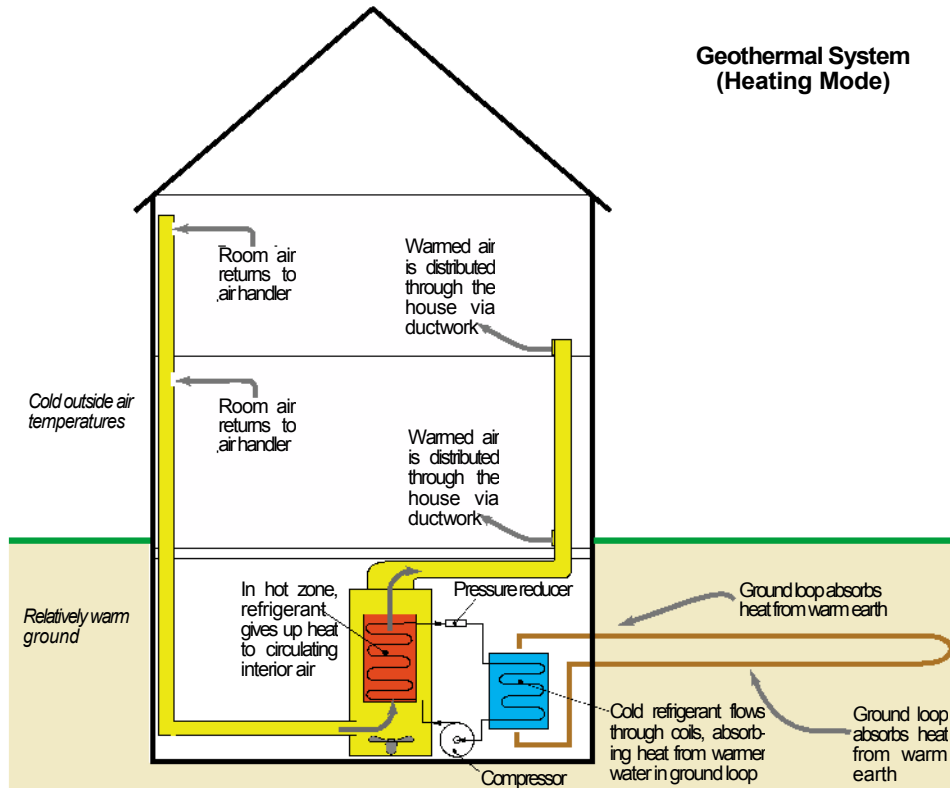 Geothermal System
(Heating Mode)
Room air
returns to
air handler
Warmed air
is distributed
through the
house via
ductwork
Cold outside air
temperatures
Room air
returns to
air handler
Warmed air
is distributed
through the
house via
ductwork
Relatively warm
ground
In hot zone,
refrigerant
gives up heat
to circulating
interior air
Pressure reducer
Ground loop absorbs
heat from warm earth
Compressor
Cold refrigerant flows
through coils, absorb-
ing heat from warmer
water in ground loop
Ground loop
absorbs heat
from warm
earth